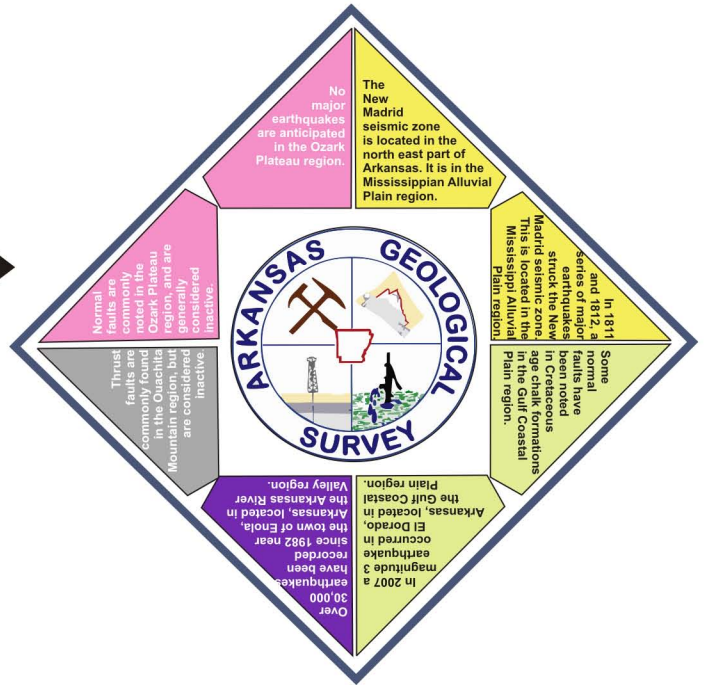 No
major
earthquakes
are anticipated
in the Ozark
Plateau region.
The
New
Madrid
seismic zone
is located in the
north east part of
Arkansas. It is in the
Mississippian Alluvial
Plain region.
In 1811
and 1812, a
series of major
earthquakes
struck the New
Madrid seismic zone.
This is located in the
Mississippi Alluvial
Plain region
Some
normal
faults have
been noted
in Cretaceous
age chalk formations
in the Gulf Coastal
Plain region.
In 2007 a
magnitude 3
earthquake
occurred in
El Dorado,
Arkansas, located in
the Gulf Coastal
Plain region.
Over
30,000
earthquakes
have been
recorded
since 1982 near
the town of Enola,
Arkansas, located in
the Arkansas River
Valley region.
Thrust
faults are
commonly found
in the Ouachita
Mountain region, but
are considered
inactive.
Normal
faults are
commonly
noted in the
Ozark Plateau
region, and are
generally
considered
inactive.
ARKANSAS GEOLOGICAL
SURVEY